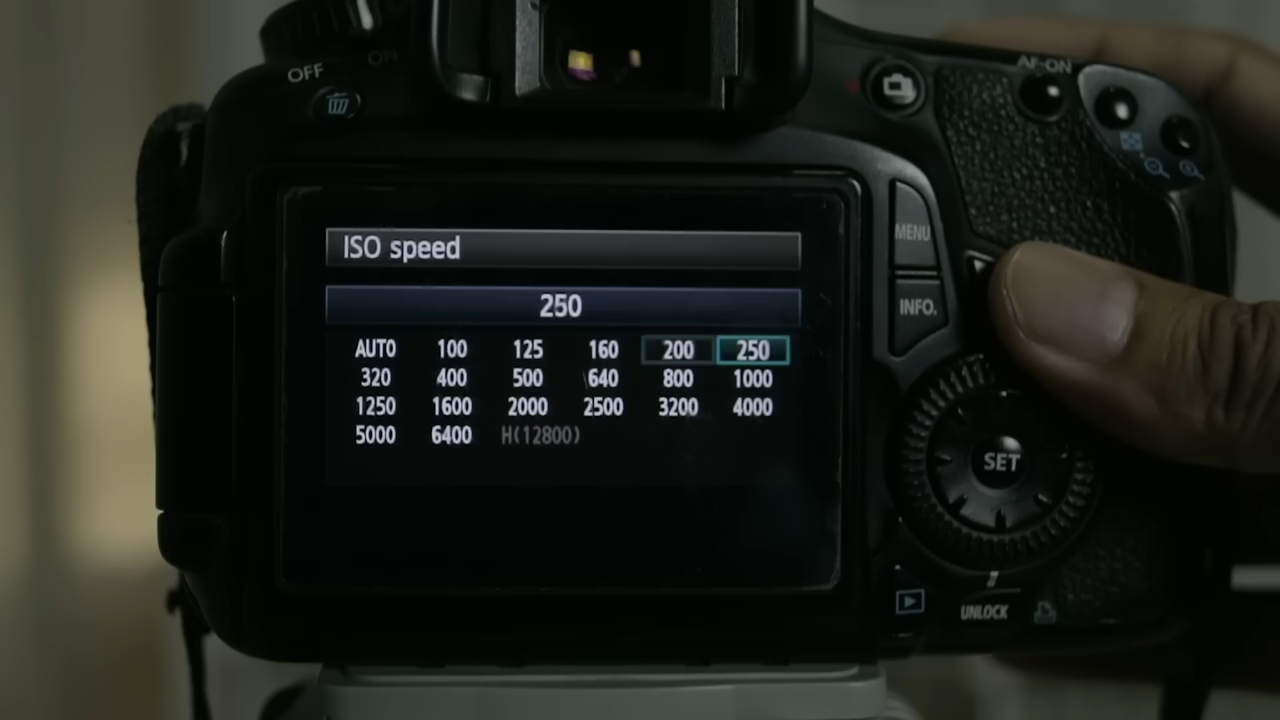 OFF ON
AF-ON
MENU
INFO.
ISO speed
250
AUTO 100 125 160 200 250
320 400 500 640 800 1000
1250 1600 2000 2500 3200 4000
5000 6400 H(12800)
SET
UNLOCK